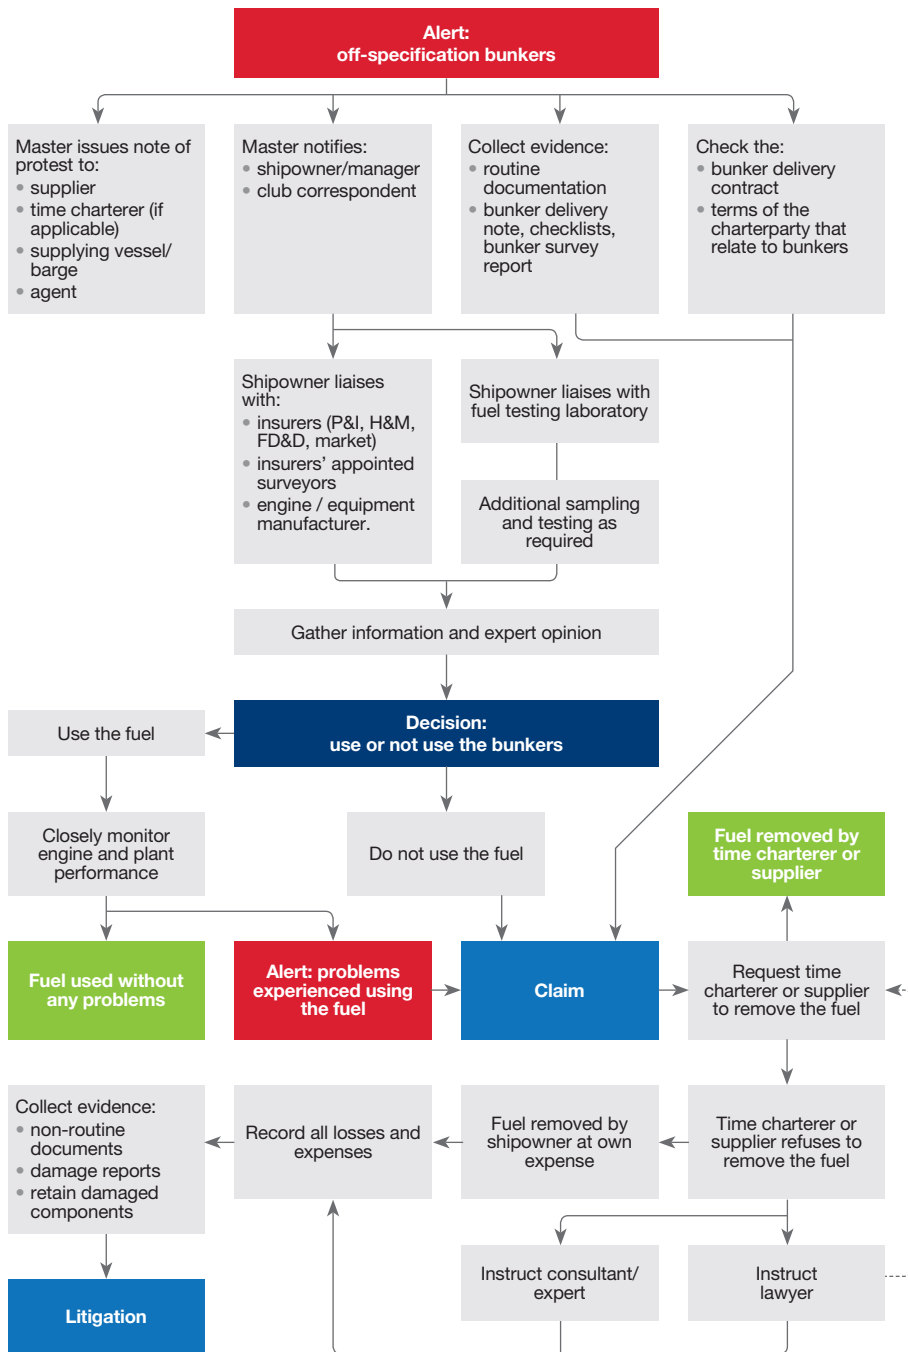 Alert:
off-specification bunkers
Master issues note of
protest to:
• supplier
• time charterer (if
applicable)
• supplying vessel/
barge
• agent
Master notifies:
• shipowner/manager
• club correspondent
Collect evidence:
• routine
documentation
• bunker delivery
note, checklists,
bunker survey
report
Check the:
• bunker delivery
contract
• terms of the
charterparty that
relate to bunkers
Shipowner liaises
with:
• insurers (P&I, H&M,
FD&D, market)
• insurers’ appointed
surveyors
• engine / equipment
manufacturer.
Shipowner liaises with
fuel testing laboratory
Additional sampling
and testing as
required
Gather information and expert opinion
Decision:
use or not use the bunkers
Use the fuel
Closely monitor
engine and plant
performance
Do not use the fuel
Fuel removed by
time charterer or
supplier
Fuel used without
any problems
Alert: problems
experienced using
the fuel
Claim
Request time
charterer or supplier
to remove the fuel
Collect evidence:
• non-routine
documents
• damage reports
• retain damaged
components
Record all losses and
expenses
Fuel removed by
shipowner at own
expense
Time charterer or
supplier refuses to
remove the fuel
Litigation
Instruct consultant/
expert
Instruct
lawyer